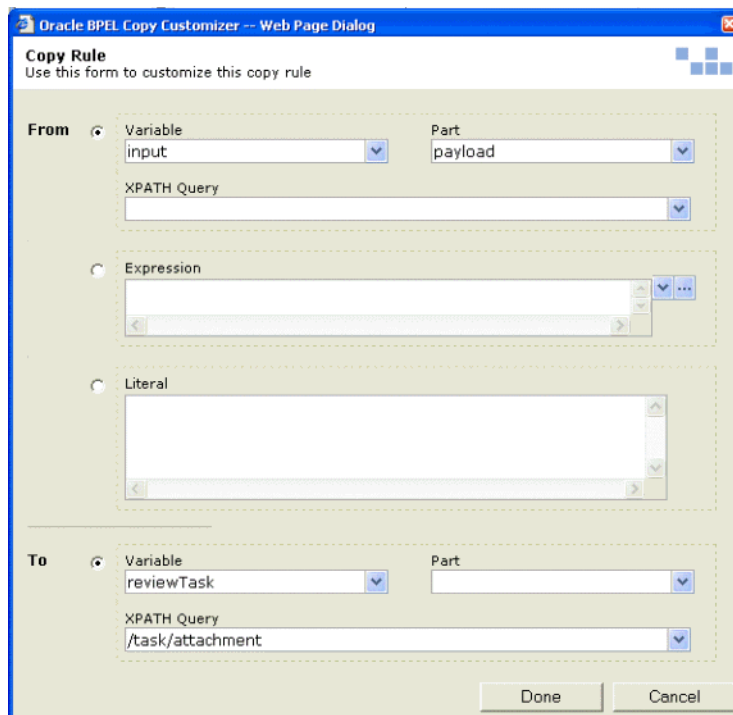 Oracle BPEL Copy Customizer -- Web Page Dialog
Copy Rule
Use this form to customize this copy rule
From
Variable
Part
input
payload
XPATH Query
Expression
...
Literal
To
Variable
Part
reviewTask
XPATH Query
/task/attachment
Done
Cancel